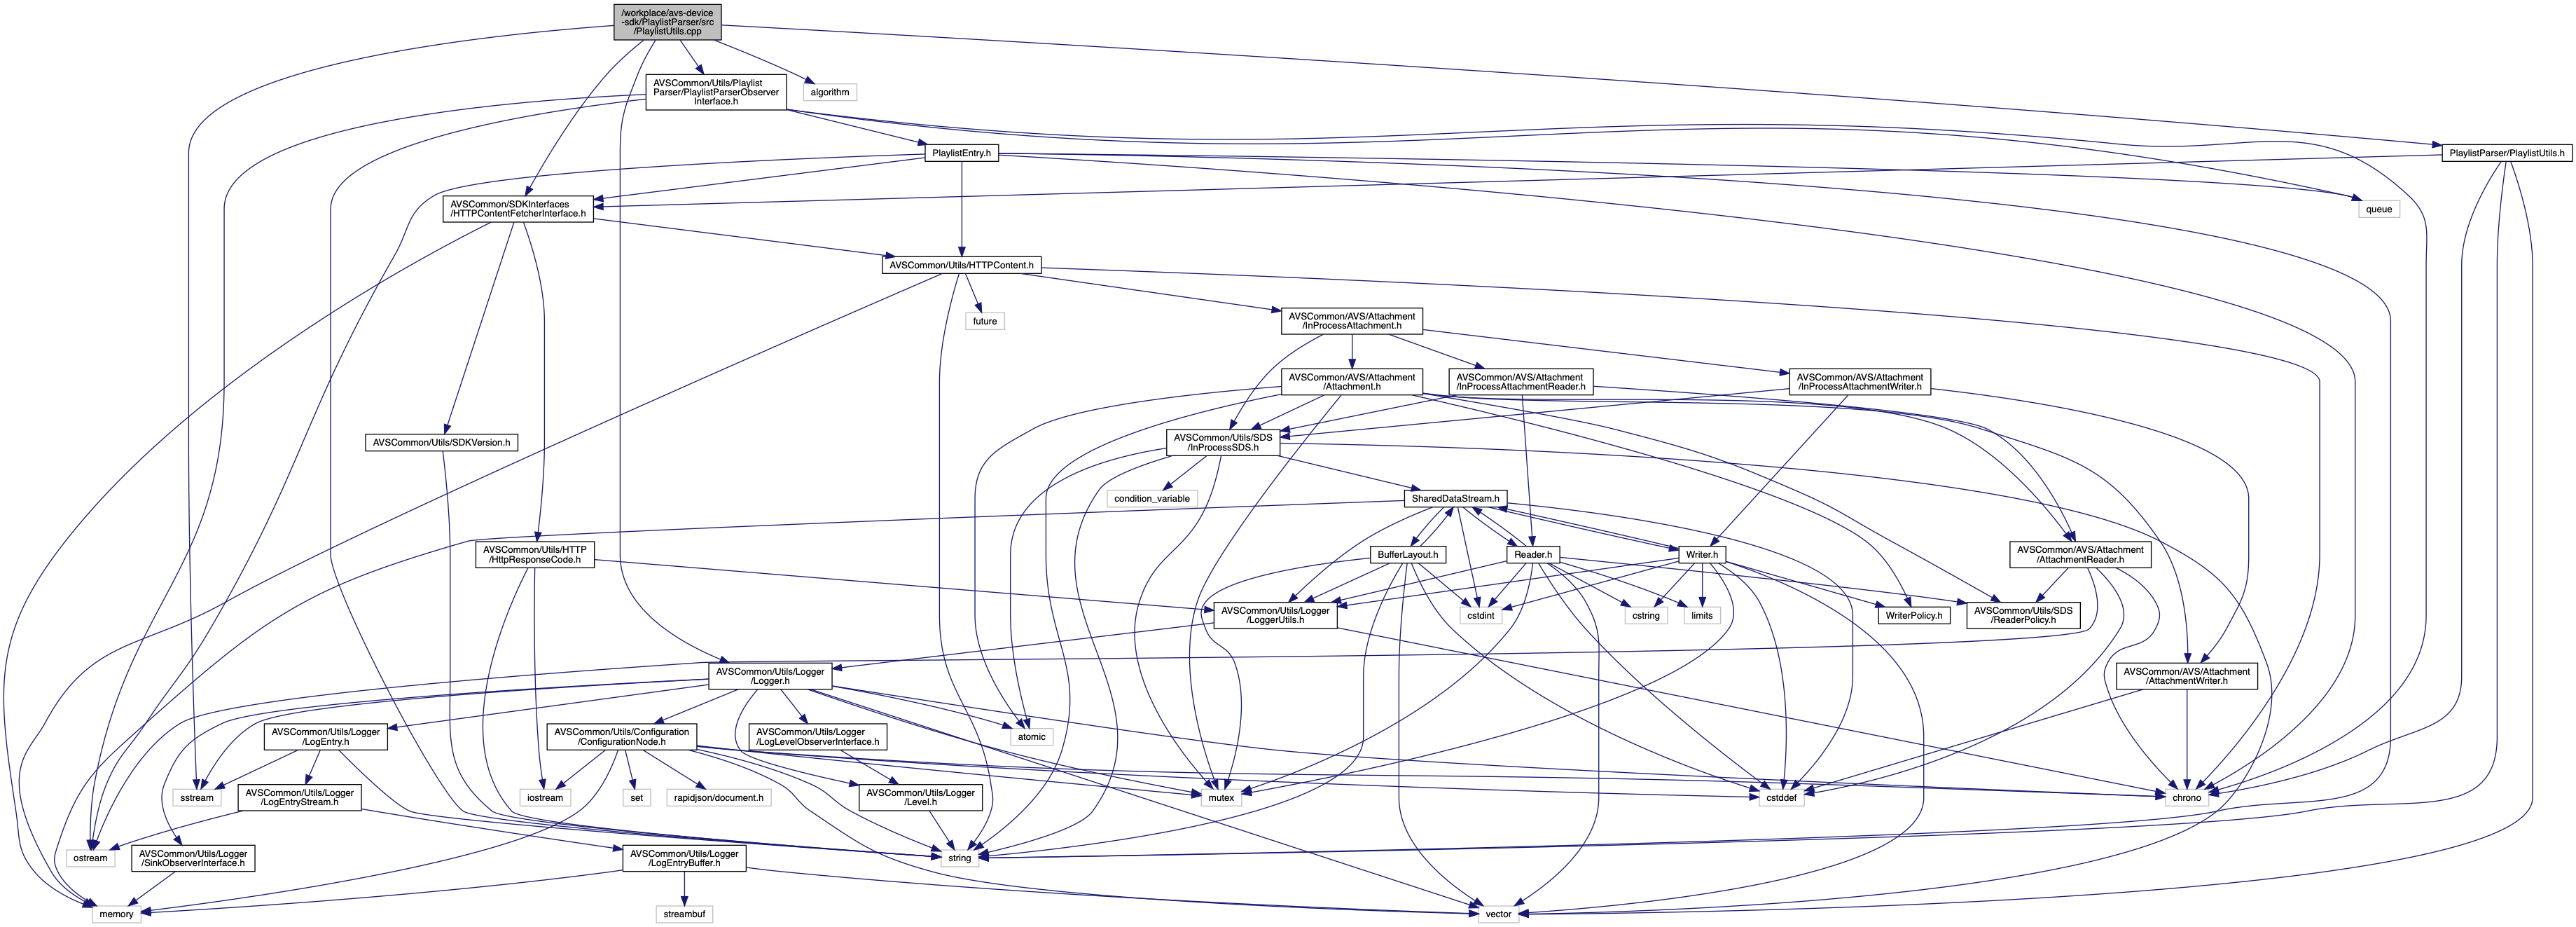 /workplace/avs-device
-sdk/PlaylistParser/src
/PlaylistUtils.cpp
AVSCommon/Utils/Playlist
Parser/PlaylistParserObserver
Interface.h
algorithm
PlaylistEntry.h
PlaylistParser/PlaylistUtils.h
AVSCommon/SDKInterfaces
/HTTPContentFetcherInterface.h
queue
AVSCommon/Utils/HTTPContent.h
future
AVSCommon/AVS/Attachment
/InProcessAttachment.h
AVSCommon/AVS/Attachment
/Attachment.h
AVSCommon/AVS/Attachment
/InProcessAttachmentReader.h
AVSCommon/AVS/Attachment
/InProcessAttachmentWriter.h
AVSCommon/Utils/SDKVersion.h
AVSCommon/Utils/SDS
/InProcessSDS.h
condition_variable
SharedDataStream.h
AVSCommon/Utils/HTTP
/HttpResponseCode.h
BufferLayout.h
Reader.h
Writer.h
AVSCommon/AVS/Attachment
/AttachmentReader.h
AVSCommon/Utils/Logger
/LoggerUtils.h
cstdint
cstring
limits
WriterPolicy.h
AVSCommon/Utils/SDS
/ReaderPolicy.h
AVSCommon/Utils/Logger
/Logger.h
AVSCommon/AVS/Attachment
/AttachmentWriter.h
AVSCommon/Utils/Logger
/LogEntry.h
AVSCommon/Utils/Configuration
/ConfigurationNode.h
AVSCommon/Utils/Logger
/LogLevelObserverInterface.h
atomic
sstream
AVSCommon/Utils/Logger
/LogEntryStream.h
iostream
set
rapidjson/document.h
AVSCommon/Utils/Logger
/Level.h
mutex
cstddef
chrono
ostream
AVSCommon/Utils/Logger
/SinkObserverInterface.h
AVSCommon/Utils/Logger
/LogEntryBuffer.h
string
memory
streambuf
vector